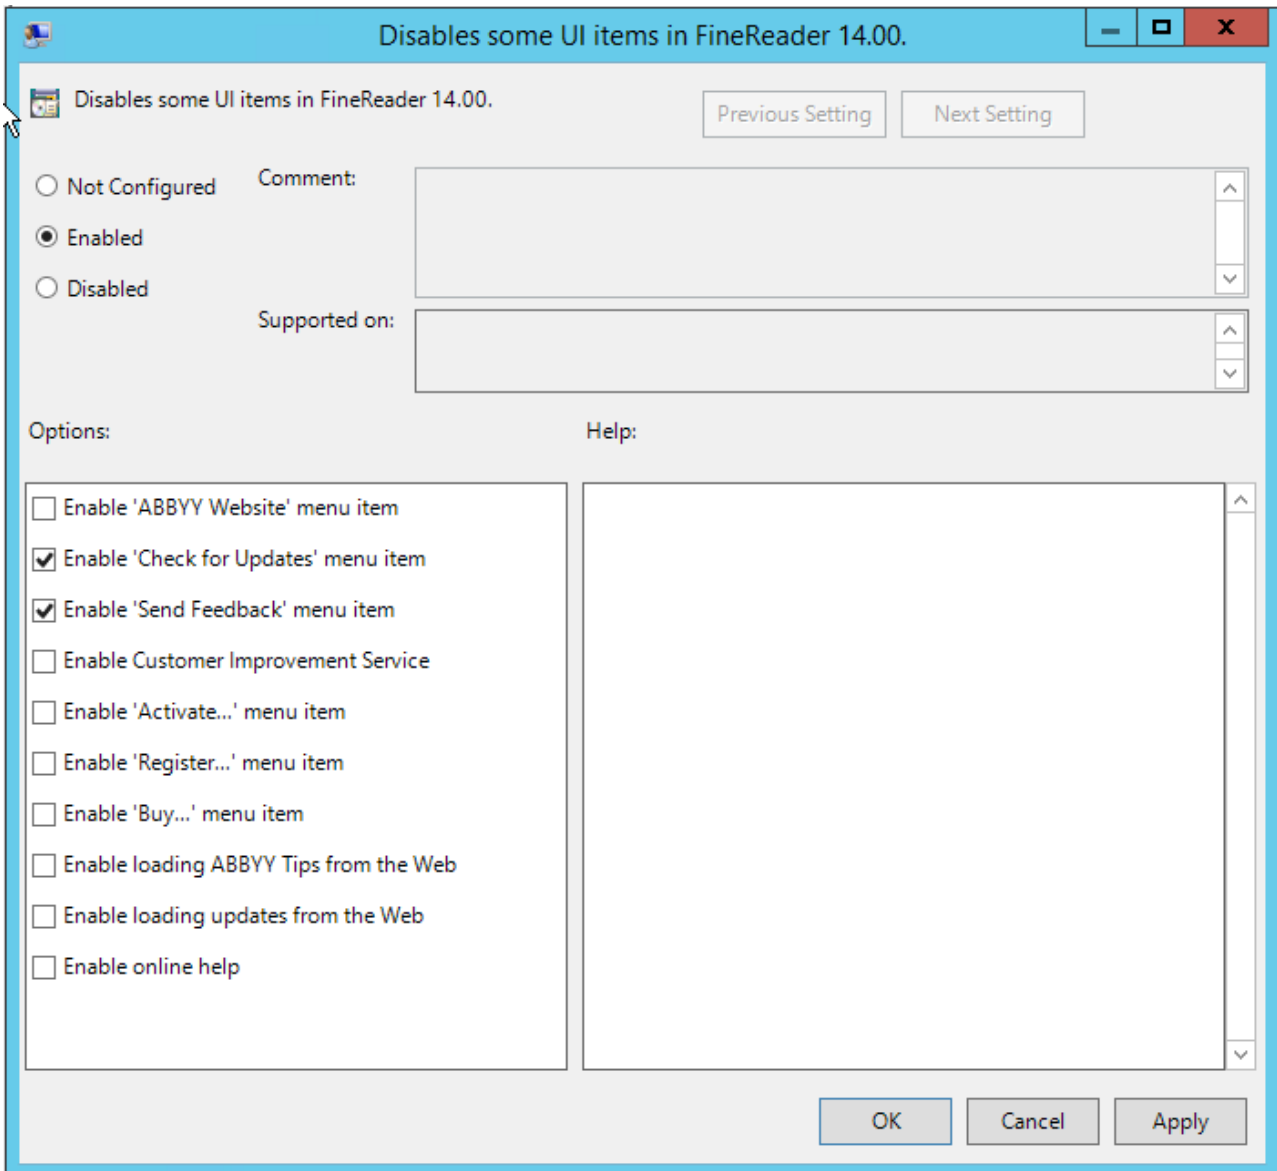 Disables some UI items in FineReader 14.00.
Disables some UI items in FineReader 14.00.
Previous Setting
Next Setting
Not Configured
Comment:
Enabled
Disabled
Supported on:
Options:
Help:
Enable 'ABBYY Website' menu item
Enable 'Check for Updates' menu item
Enable 'Send Feedback' menu item
Enable Customer Improvement Service
Enable 'Activate...' menu item
Enable 'Register...' menu item
Enable 'Buy...' menu item
Enable loading ABBYY Tips from the Web
Enable loading updates from the Web
Enable online help
OK
Cancel
Apply